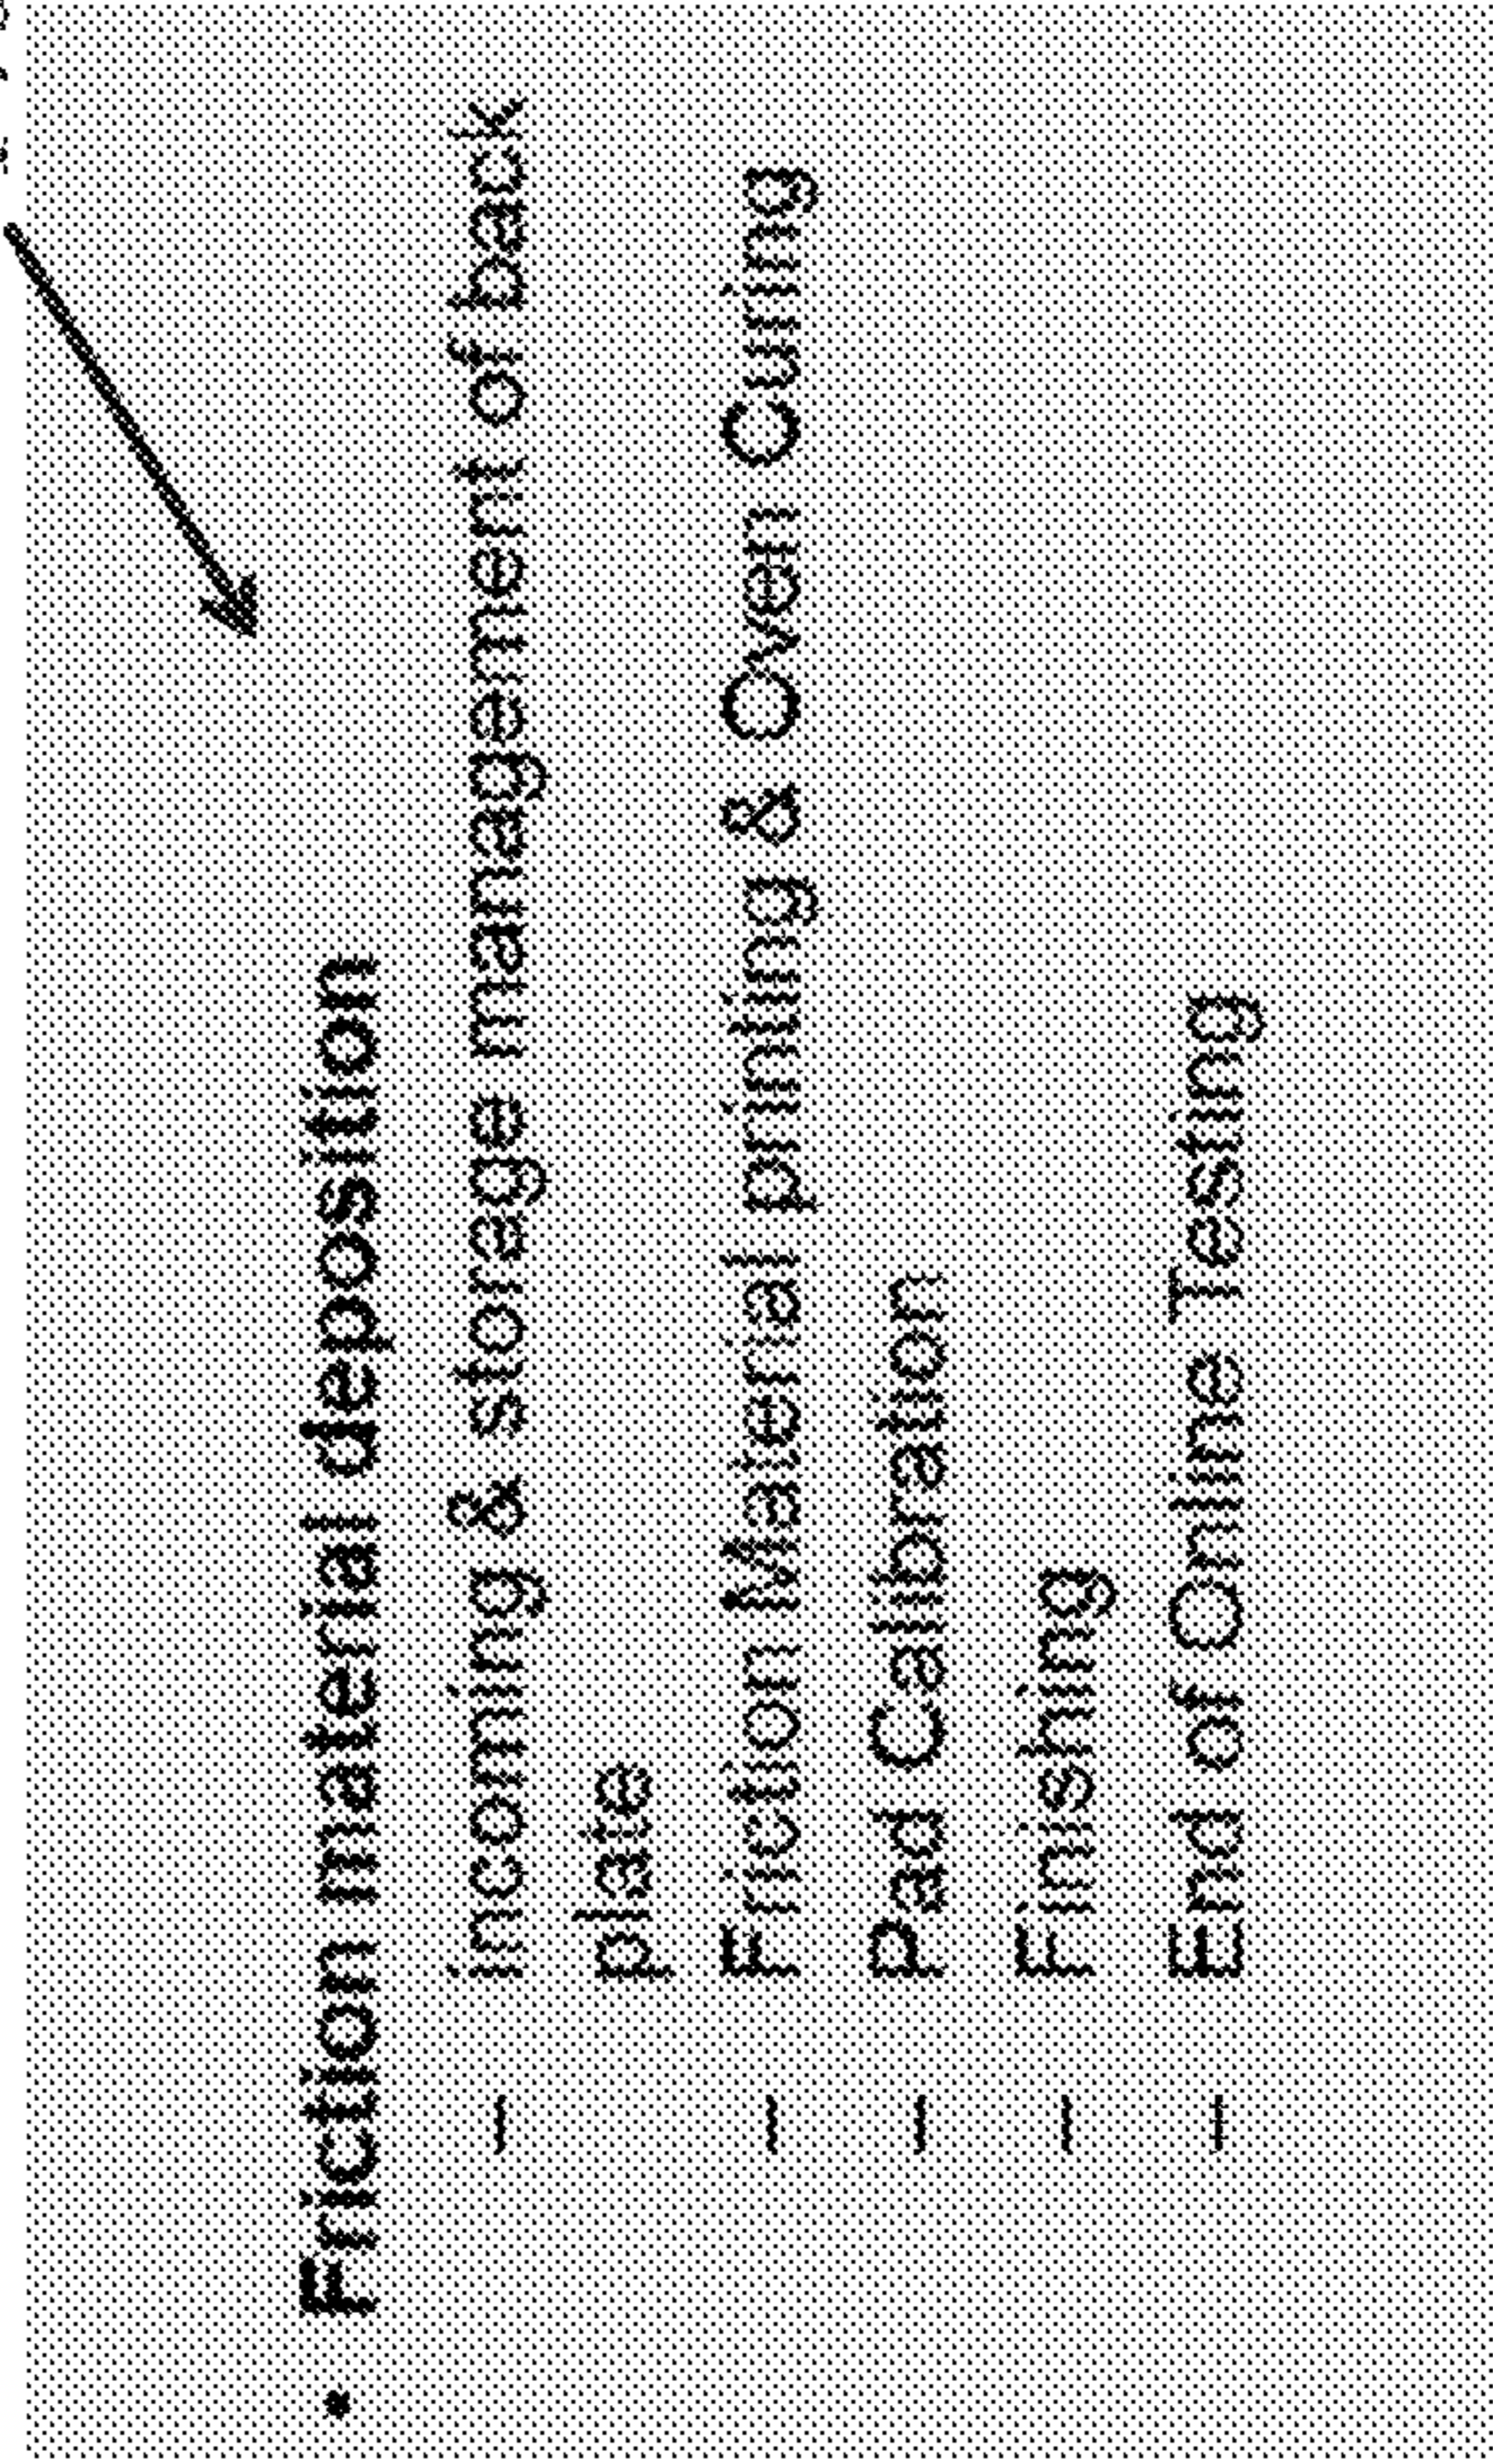 • Friction material deposition
– incoming & storage management of back
plate
– Friction Material printing & Oven Curing
– Pad Calibration
– Finishing
– End of Online Testing